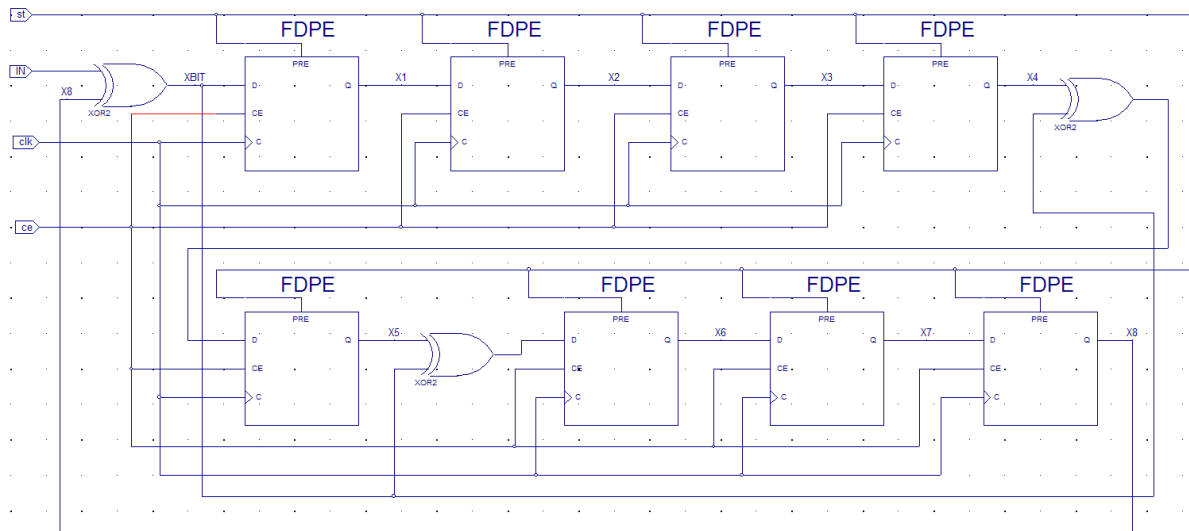 st
FDPE FDPE FDPE FDPE
PRE PRE PRE PRE
IN XBIT X1 X2 X3 X4
D Q D Q D Q D Q
X8
XOR2 CE CE CE CE XOR2
clk C C C C
ce
FDPE FDPE FDPE FDPE
PRE PRE PRE PRE
X5 X6 X7 X8
D Q D Q D Q D Q
CE XOR2 CE CE CE
C C C C